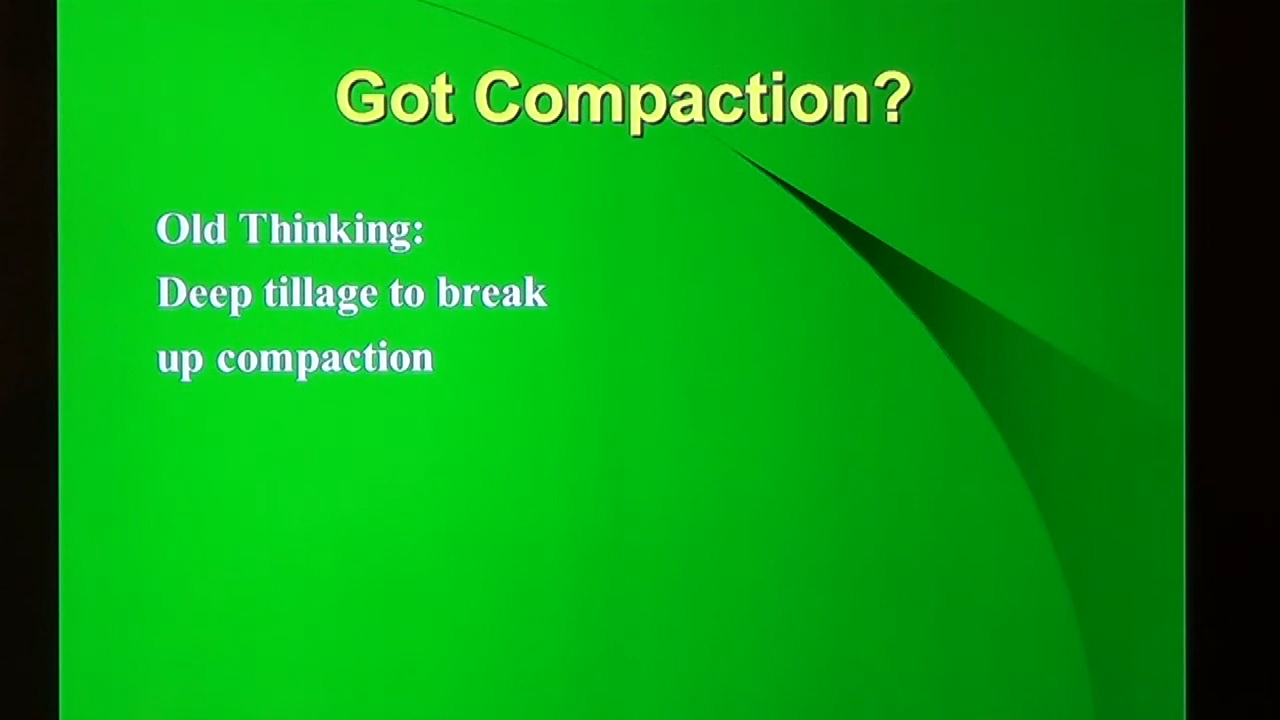 Got Compaction?
Old Thinking:
Deep tillage to break
up compaction